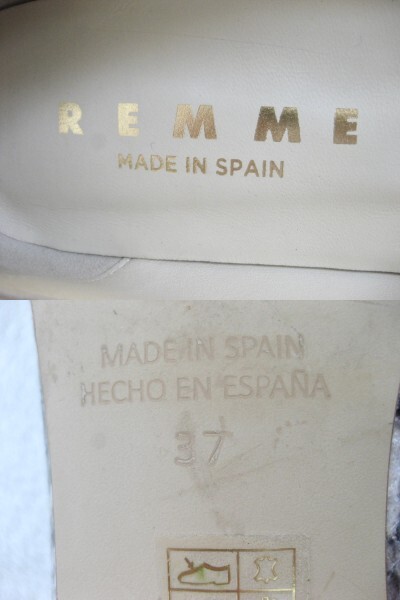 REMME
MADE IN SPAIN
MADE IN SPAIN
HECHO EN ESPAÑA
37